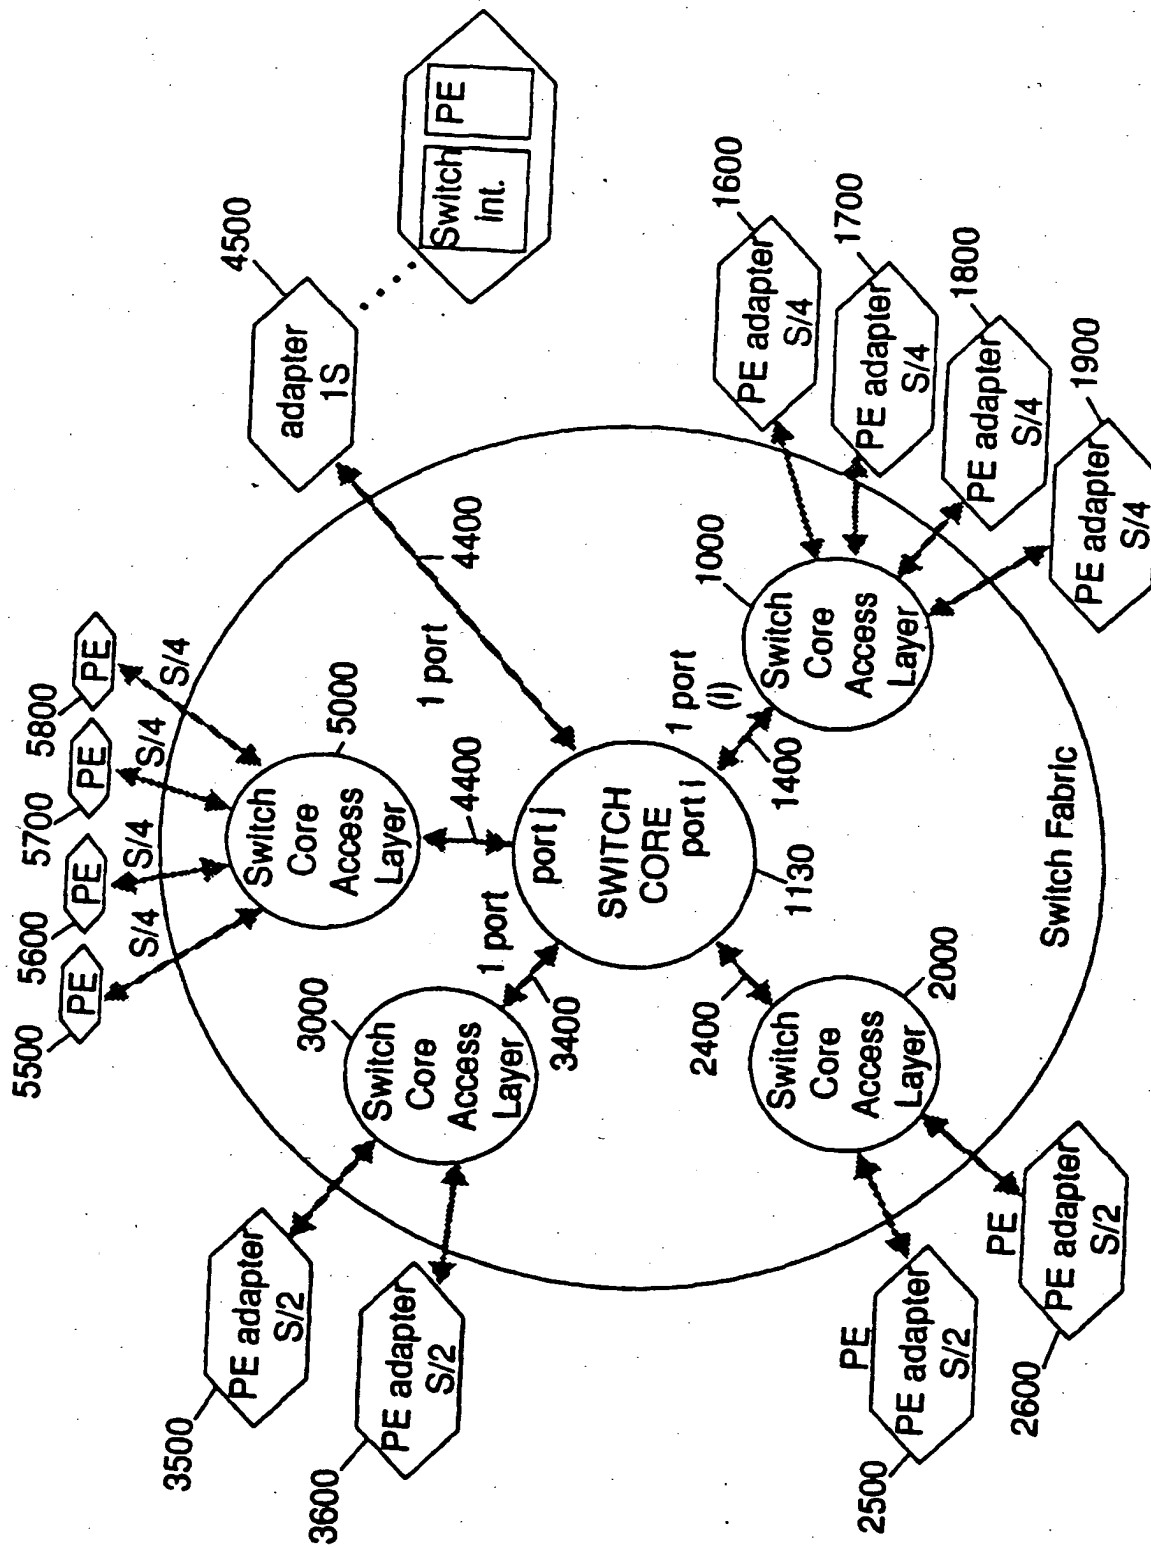 5500
5600
5700
5800
PE
PE
PE
PE
S/4
S/4
S/4
S/4
4500
adapter
1S
Switch
int.
PE
3500
PE adapter
S/2
3600
PE adapter
S/2
3000
Switch
Core
Access
Layer
3400
1 port
5000
Switch
Core
Access
Layer
4400
1 port
4400
port j
SWITCH
CORE
port i
1130
1 port
(i)
1400
1000
Switch
Core
Access
Layer
2400
2000
Switch
Core
Access
Layer
Switch Fabric
1600
PE adapter
S/4
1700
PE adapter
S/4
1800
PE adapter
S/4
1900
PE adapter
S/4
2500
PE
PE adapter
S/2
2600
PE
PE adapter
S/2